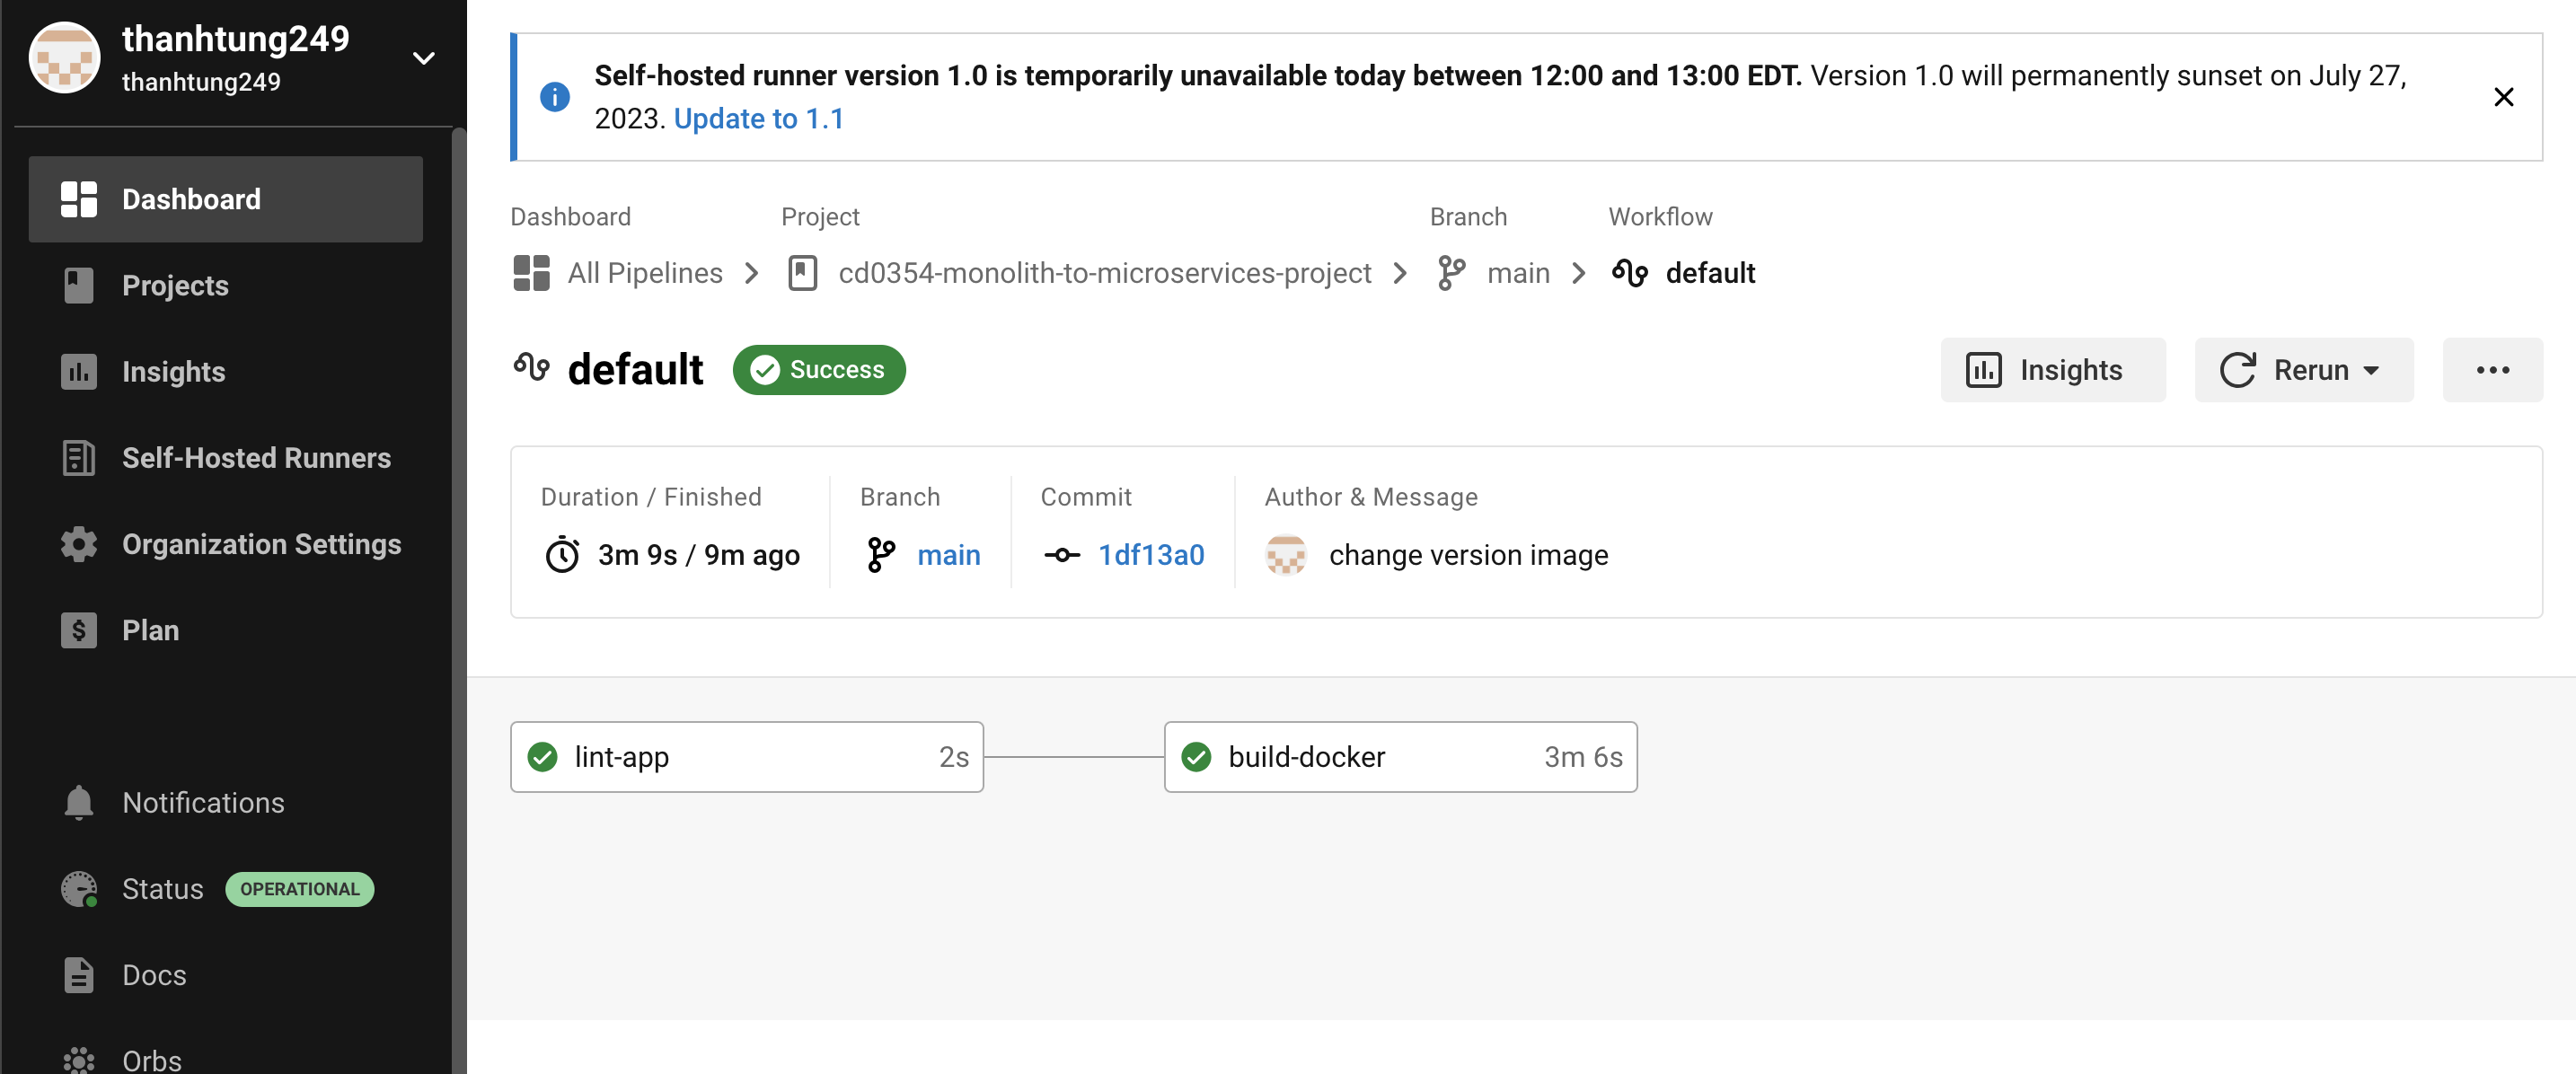 thanhtung249
thanhtung249
Dashboard
Projects
Insights
Self-Hosted Runners
Organization Settings
Plan
Notifications
Status OPERATIONAL
Docs
Orbs
Self-hosted runner version 1.0 is temporarily unavailable today between 12:00 and 13:00 EDT. Version 1.0 will permanently sunset on July 27,
2023. Update to 1.1
Dashboard Project Branch Workflow
All Pipelines cd0354-monolith-to-microservices-project main default
default Success Insights Rerun
Duration / Finished Branch Commit Author & Message
3m 9s / 9m ago main 1df13a0 change version image
lint-app 2s build-docker 3m 6s